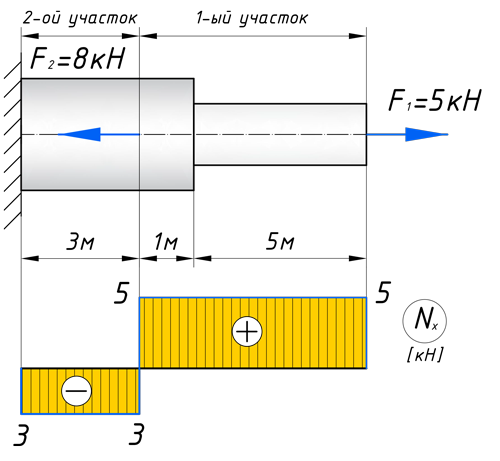 2-ой участок 1-ый участок
F₂=8кН
F₁=5кН
3м 1м 5м
5 5
Nₓ
[кН]
+
−
3 3